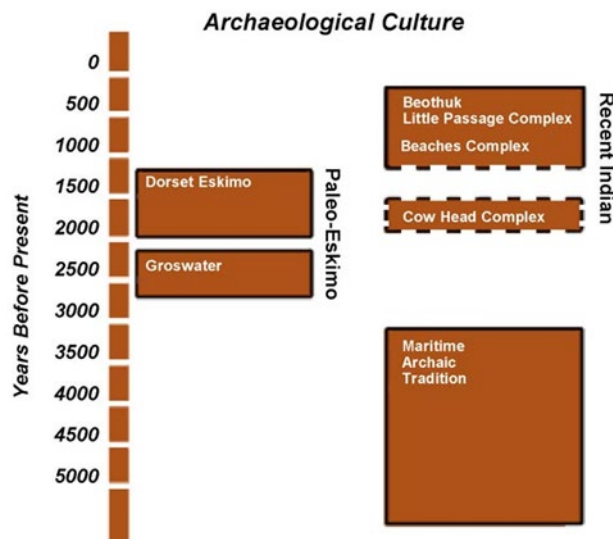 Archaeological Culture
Years Before Present
0
500
1000
1500
2000
2500
3000
3500
4000
4500
5000
Dorset Eskimo
Groswater
Paleo-Eskimo
Beothuk
Little Passage Complex
Beaches Complex
Cow Head Complex
Recent Indian
Maritime
Archaic
Tradition